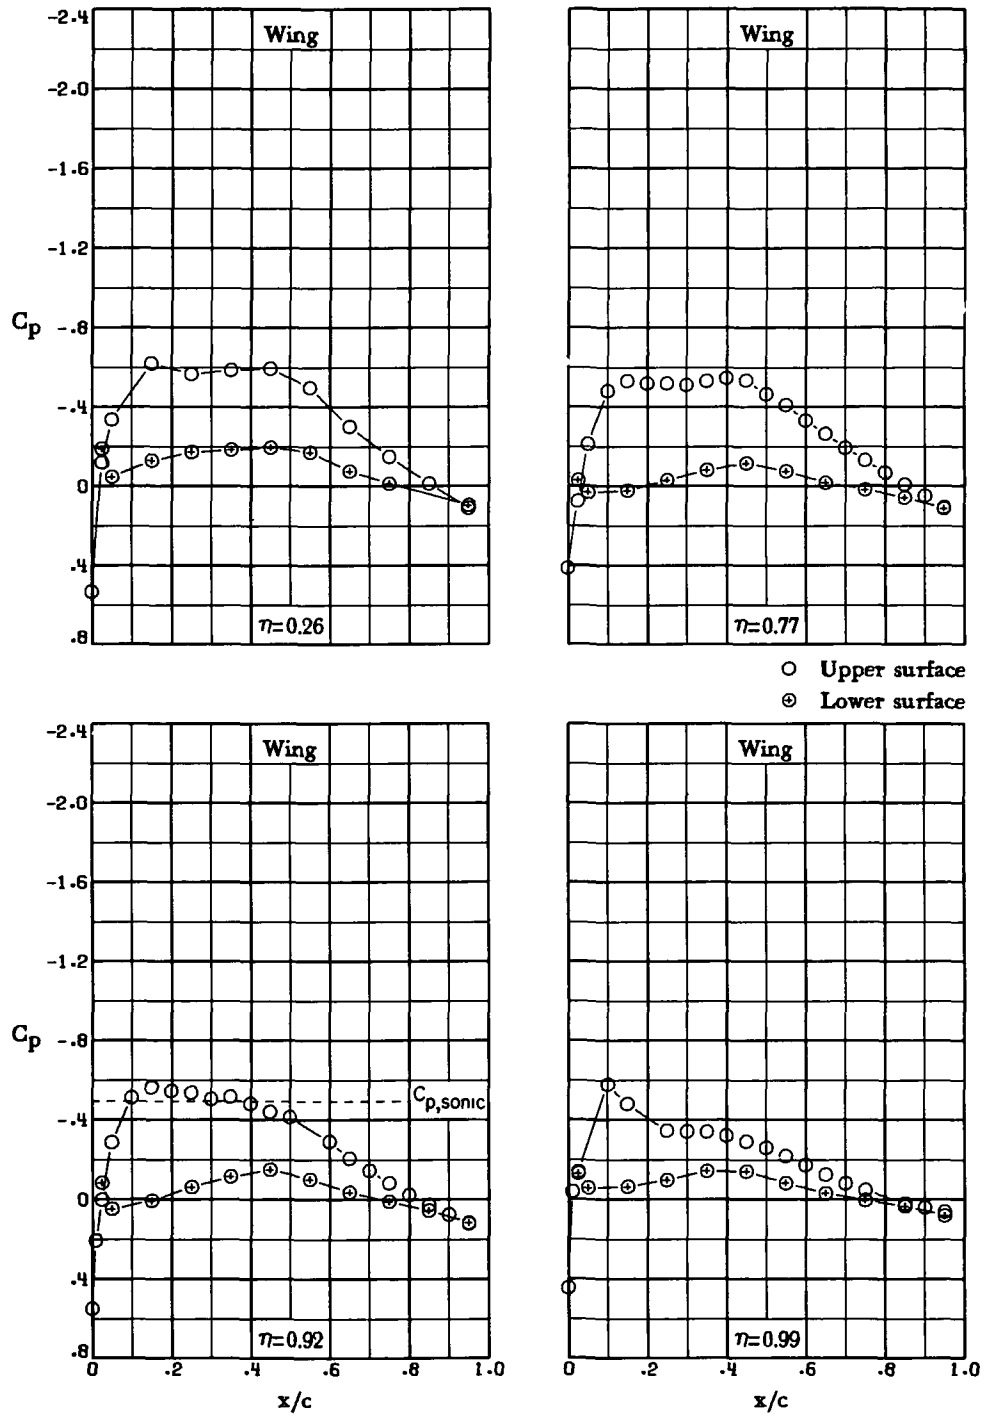 Wing
Wing
-2.4
-2.0
-1.6
-1.2
-.8
-.4
0
.4
.8
Cp
η=0.26
η=0.77
○ Upper surface
⊕ Lower surface
Wing
Wing
-2.4
-2.0
-1.6
-1.2
-.8
-.4
0
.4
.8
Cp
Cp,sonic
η=0.92
η=0.99
0 .2 .4 .6 .8 1.0
0 .2 .4 .6 .8 1.0
x/c
x/c